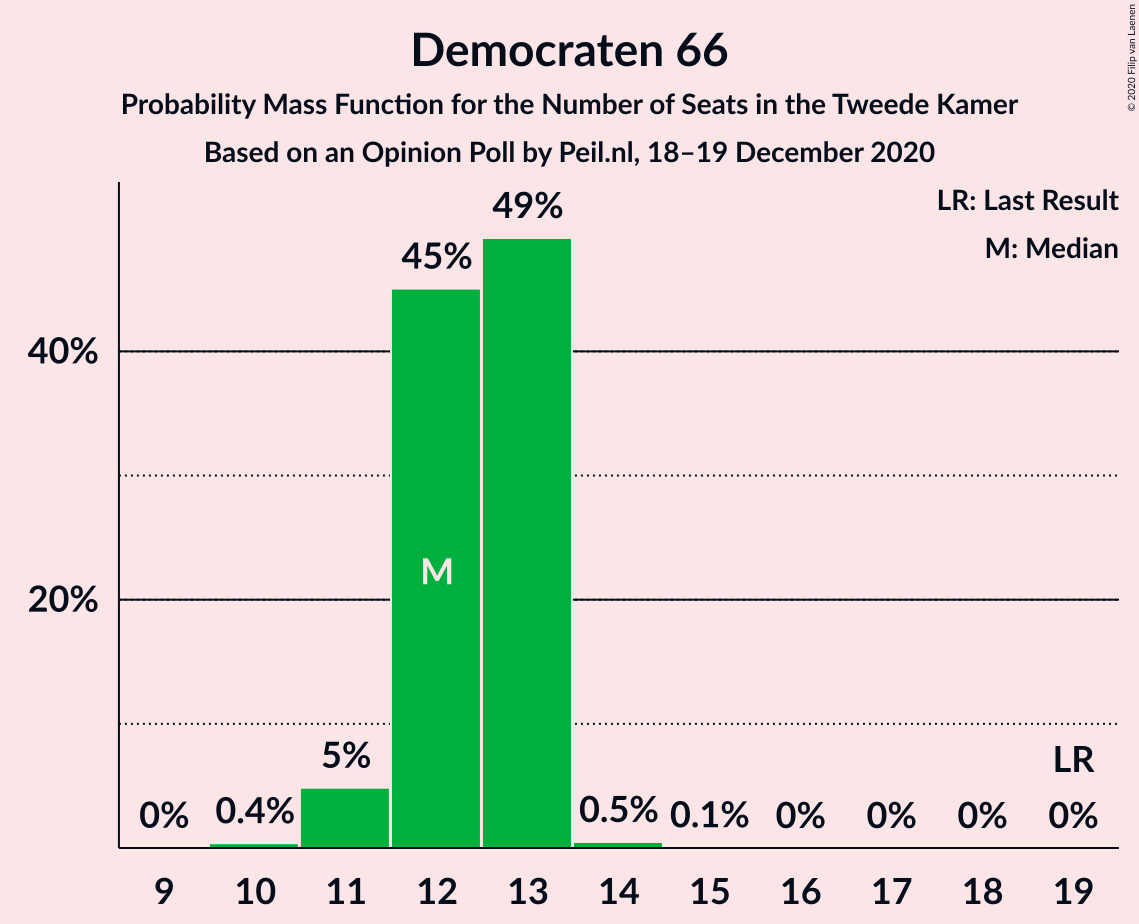 Democraten 66
Probability Mass Function for the Number of Seats in the Tweede Kamer
Based on an Opinion Poll by Peil.nl, 18–19 December 2020
© 2020 Filip van Laenen
LR: Last Result
M: Median
40%
20%
0%
0.4%
5%
45%
M
49%
0.5%
0.1%
0%
0%
0%
LR
0%
9 10 11 12 13 14 15 16 17 18 19